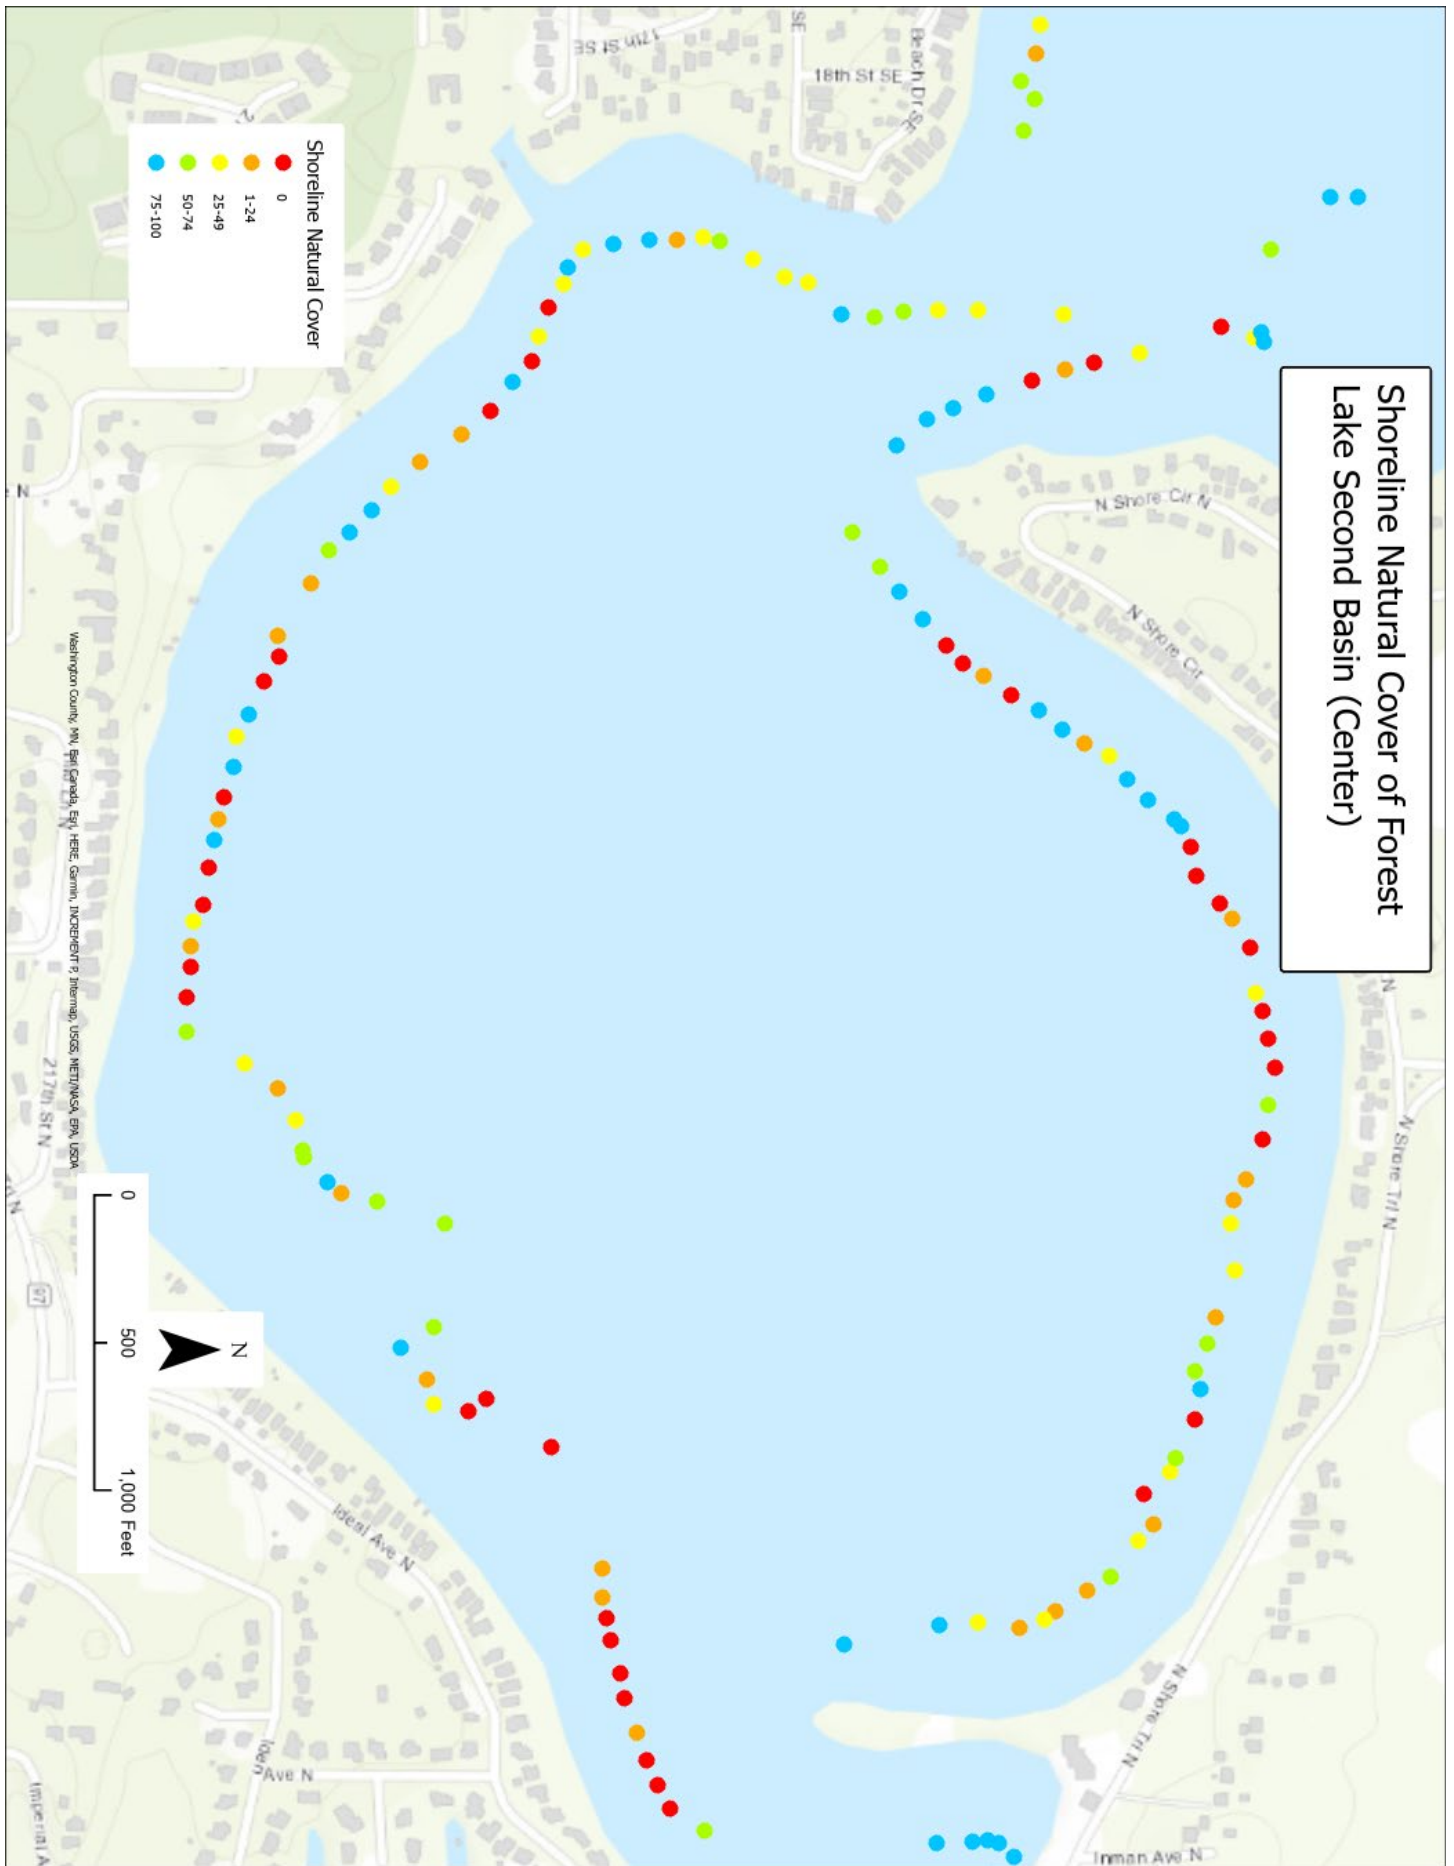 Shoreline Natural Cover of Forest
Lake Second Basin (Center)
Shoreline Natural Cover
0
1-24
25-49
50-74
75-100
17th St SE
SE
18th St SE
Beach Dr SE
N Shore Cir N
N Shore Cir
N
N Shore Trl N
N Shore Trl N
Inman Ave N
Ideal Ave N
Ave N
217th St N
Trl N
97
N
N
0
500
1,000 Feet
Washington County, MN, Esri Canada, Esri, HERE, Garmin, INCREMENT P, Intermap, USGS, METI/NASA, EPA, USDA